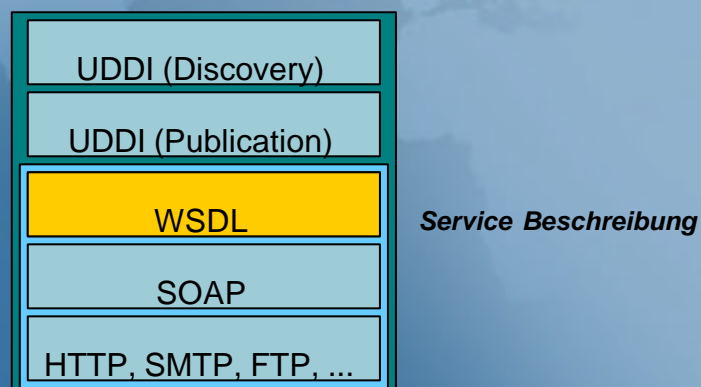 UDDI (Discovery)
UDDI (Publication)
WSDL
Service Beschreibung
SOAP
HTTP, SMTP, FTP, ...